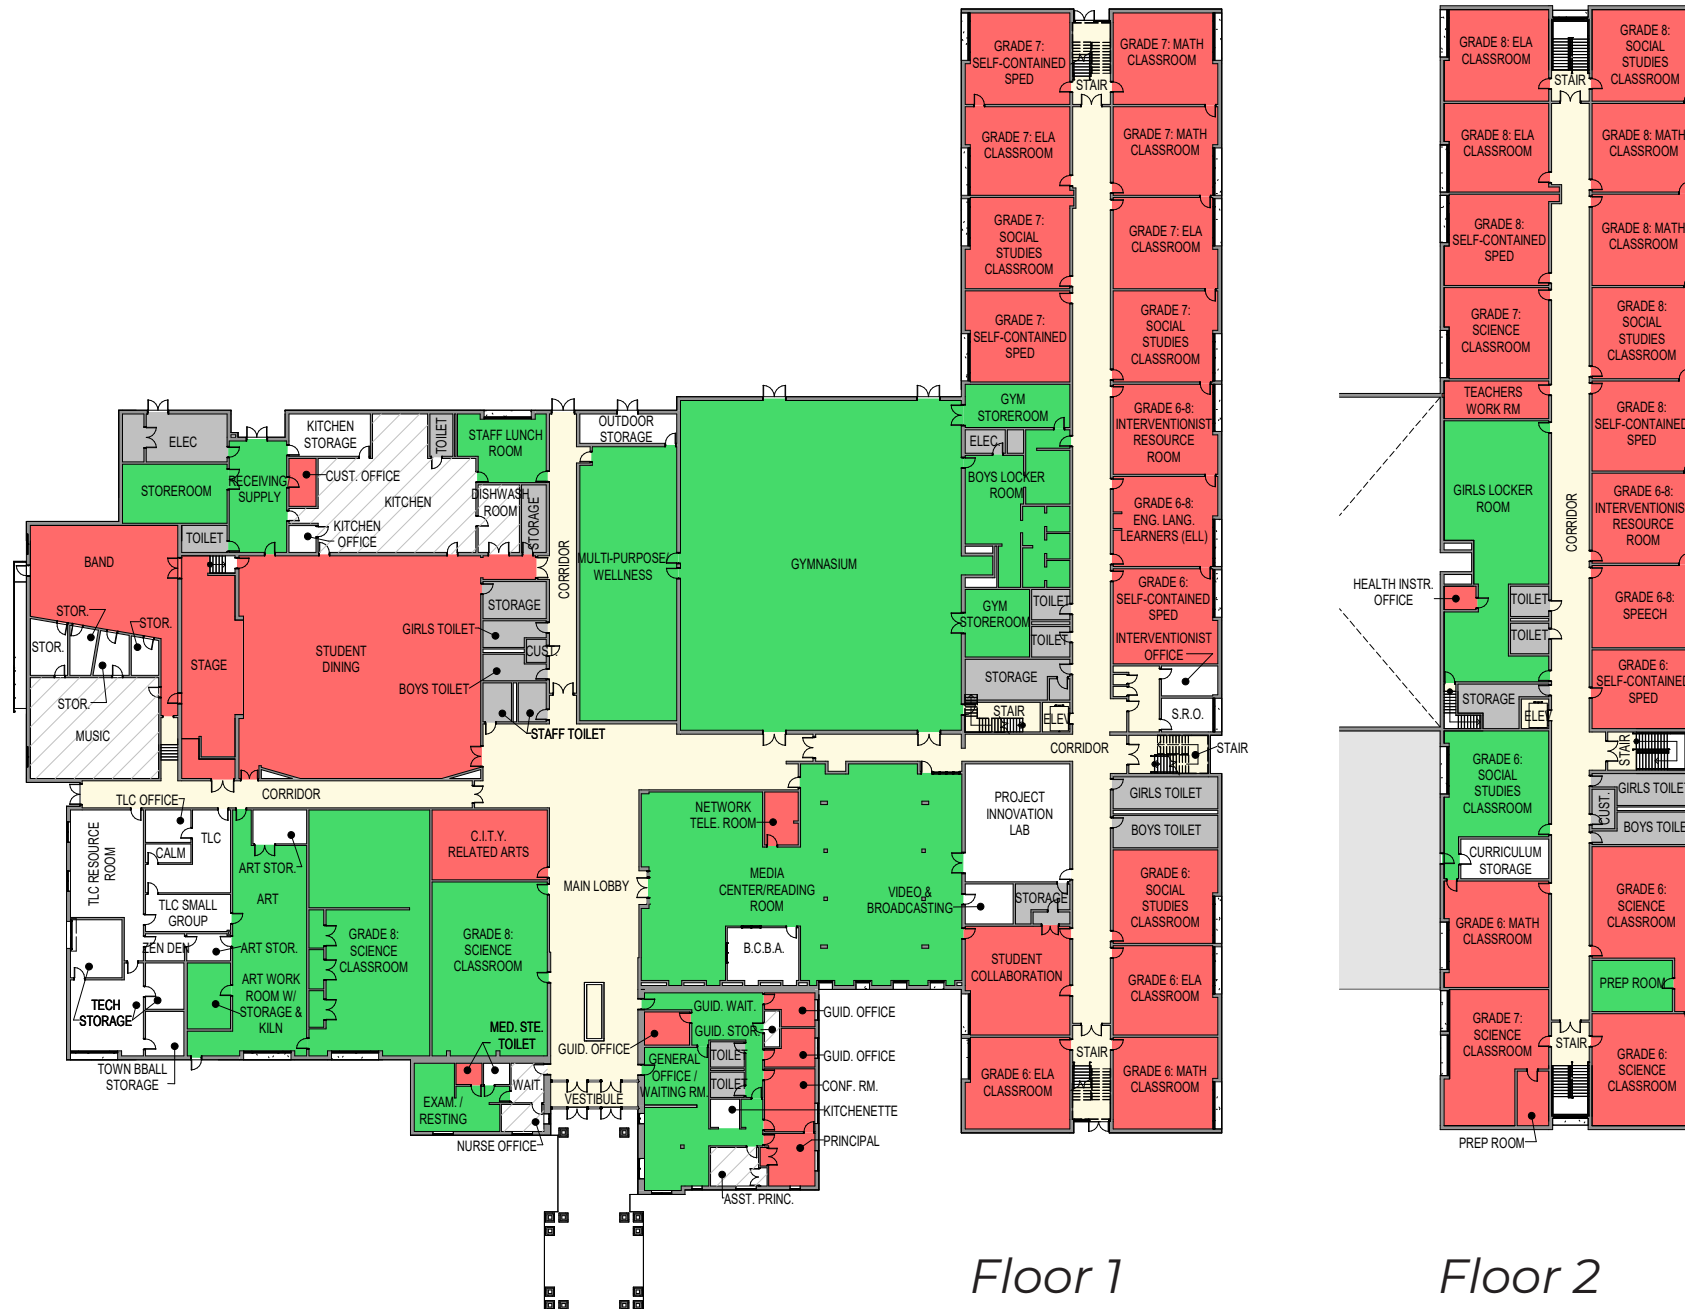 GRADE 7:
SELF-CONTAINED
SPED
GRADE 7: MATH
CLASSROOM
STAIR
GRADE 7: ELA
CLASSROOM
GRADE 7: MATH
CLASSROOM
GRADE 7:
SOCIAL
STUDIES
CLASSROOM
GRADE 7: ELA
CLASSROOM
GRADE 7:
SELF-CONTAINED
SPED
GRADE 7:
SOCIAL
STUDIES
CLASSROOM
GYM
STOREROOM
GRADE 6-8:
INTERVENTIONIST
RESOURCE
ROOM
ELEC
BOYS LOCKER
ROOM
GRADE 6-8:
ENG. LANG.
LEARNERS (ELL)
GRADE 6:
SELF-CONTAINED
SPED
GYM
STOREROOM
TOILET
TOILET
INTERVENTIONIST
OFFICE
STORAGE
S.R.O.
STAIR
ELEV
CORRIDOR
STAIR
ELEC
KITCHEN
STORAGE
TOILET
STAFF LUNCH
ROOM
OUTDOOR
STORAGE
STOREROOM
RECEIVING/
SUPPLY
CUST. OFFICE
KITCHEN
DISHWASH
ROOM
STORAGE
TOILET
KITCHEN
OFFICE
CORRIDOR
MULTI-PURPOSE/
WELLNESS
GYMNASIUM
BAND
STOR.
STOR.
STOR.
STOR.
MUSIC
STAGE
STUDENT
DINING
STORAGE
GIRLS TOILET
CUST.
BOYS TOILET
STAFF TOILET
CORRIDOR
TLC OFFICE
TLC
CALM
TLC RESOURCE
ROOM
TLC SMALL
GROUP
ZEN DEN
TECH
STORAGE
TOWN BBALL
STORAGE
ART STOR.
ART
ART STOR.
ART WORK
ROOM W/
STORAGE &
KILN
GRADE 8:
SCIENCE
CLASSROOM
C.I.T.Y.
RELATED ARTS
GRADE 8:
SCIENCE
CLASSROOM
MAIN LOBBY
NETWORK
TELE. ROOM
MEDIA
CENTER/READING
ROOM
VIDEO &
BROADCASTING
B.C.B.A.
PROJECT
INNOVATION
LAB
STORAGE
STUDENT
COLLABORATION
GIRLS TOILET
BOYS TOILET
GRADE 6:
SOCIAL
STUDIES
CLASSROOM
GRADE 6: ELA
CLASSROOM
STAIR
GRADE 6: ELA
CLASSROOM
GRADE 6: MATH
CLASSROOM
MED. STE.
TOILET
WAIT.
EXAM. /
RESTING
NURSE OFFICE
VESTIBULE
GUID. WAIT.
GUID. OFFICE
GUID. STOR.
GUID. OFFICE
GENERAL
OFFICE /
WAITING RM.
TOILET
TOILET
GUID. OFFICE
CONF. RM.
KITCHENETTE
PRINCIPAL
ASST. PRINC.
Floor 1
GRADE 8: ELA
CLASSROOM
GRADE 8:
SOCIAL
STUDIES
CLASSROOM
STAIR
GRADE 8: ELA
CLASSROOM
GRADE 8: MATH
CLASSROOM
GRADE 8:
SELF-CONTAINED
SPED
GRADE 8: MATH
CLASSROOM
GRADE 7:
SCIENCE
CLASSROOM
GRADE 8:
SOCIAL
STUDIES
CLASSROOM
TEACHERS
WORK RM
GRADE 8:
SELF-CONTAINED
SPED
GIRLS LOCKER
ROOM
CORRIDOR
GRADE 6-8:
INTERVENTIONIS
RESOURCE
ROOM
HEALTH INSTR.
OFFICE
TOILET
TOILET
GRADE 6-8:
SPEECH
GRADE 6:
SELF-CONTAINED
SPED
STORAGE
ELEV
STAIR
GRADE 6:
SOCIAL
STUDIES
CLASSROOM
GIRLS TOILE
CUST.
BOYS TOILE
CURRICULUM
STORAGE
GRADE 6: MATH
CLASSROOM
GRADE 6:
SCIENCE
CLASSROOM
PREP ROOM
GRADE 7:
SCIENCE
CLASSROOM
STAIR
GRADE 6:
SCIENCE
CLASSROOM
PREP ROOM
Floor 2